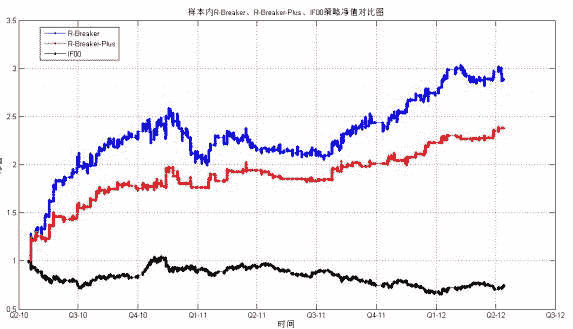 样本内R-Breaker、R-Breaker-Plus、IF00策略净值对比图
3.5
R-Breaker
R-Breaker-Plus
IF00
3
2.5
2
1.5
1
0.5
Q2-10
Q3-10
Q4-10
Q1-11
Q2-11
Q3-11
Q4-11
Q1-12
Q2-12
Q3-12
时间